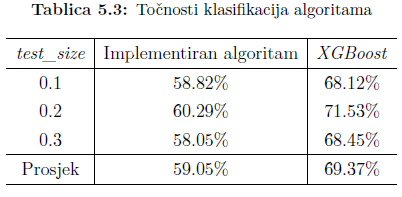 Tablica 5.3: Točnosti klasifikacija algoritama
test_size Implementiran algoritam XGBoost
0.1 58.82% 68.12%
0.2 60.29% 71.53%
0.3 58.05% 68.45%
Prosjek 59.05% 69.37%